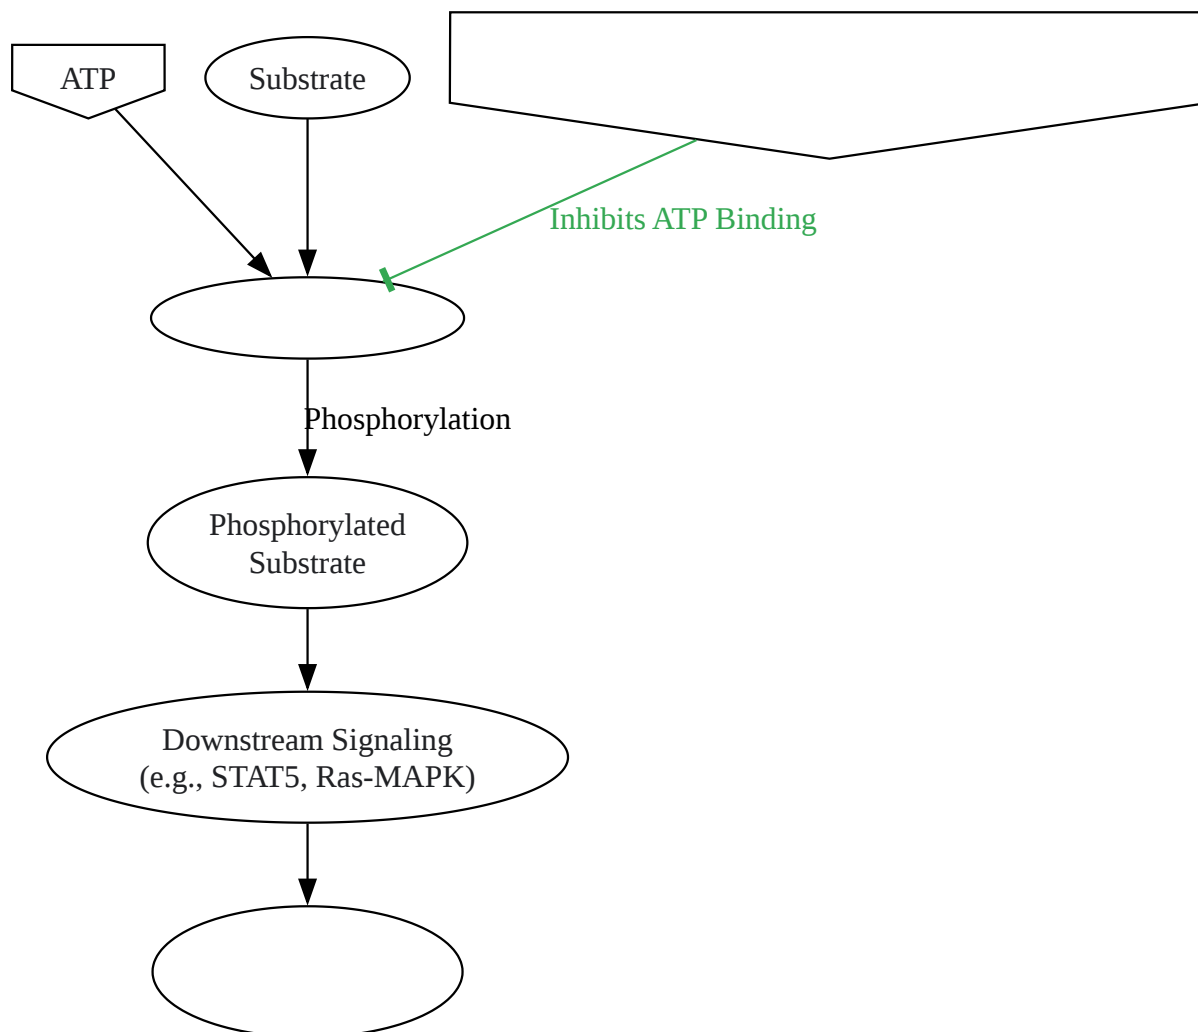 ATP
Substrate
Inhibits ATP Binding
Phosphorylation
Phosphorylated
Substrate
Downstream Signaling
(e.g., STAT5, Ras-MAPK)